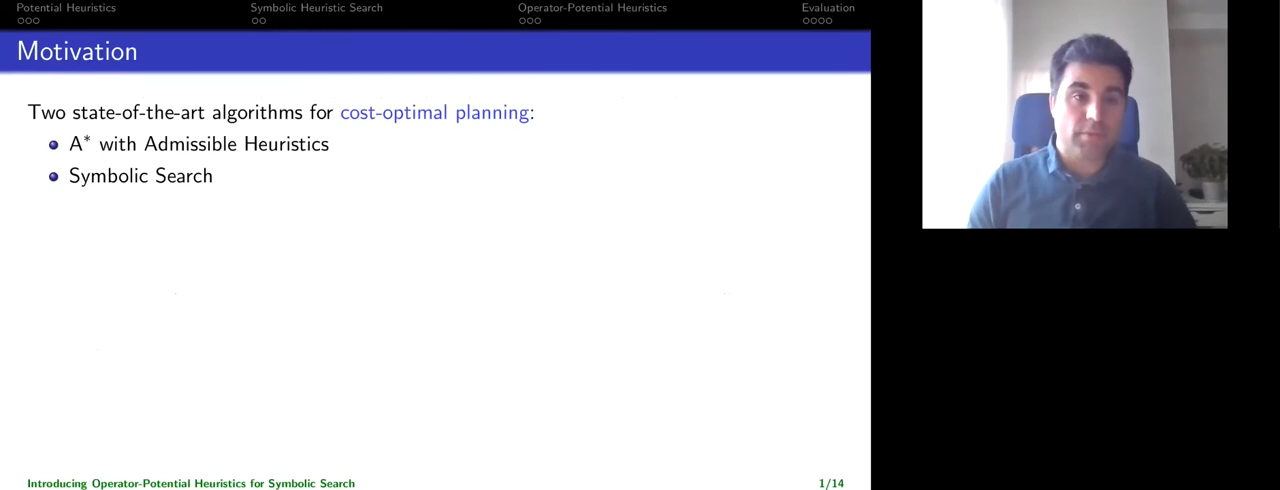 Potential Heuristics Symbolic Heuristic Search Operator-Potential Heuristics Evaluation
Motivation
Two state-of-the-art algorithms for cost-optimal planning:
A* with Admissible Heuristics
Symbolic Search
Introducing Operator-Potential Heuristics for Symbolic Search 1/14